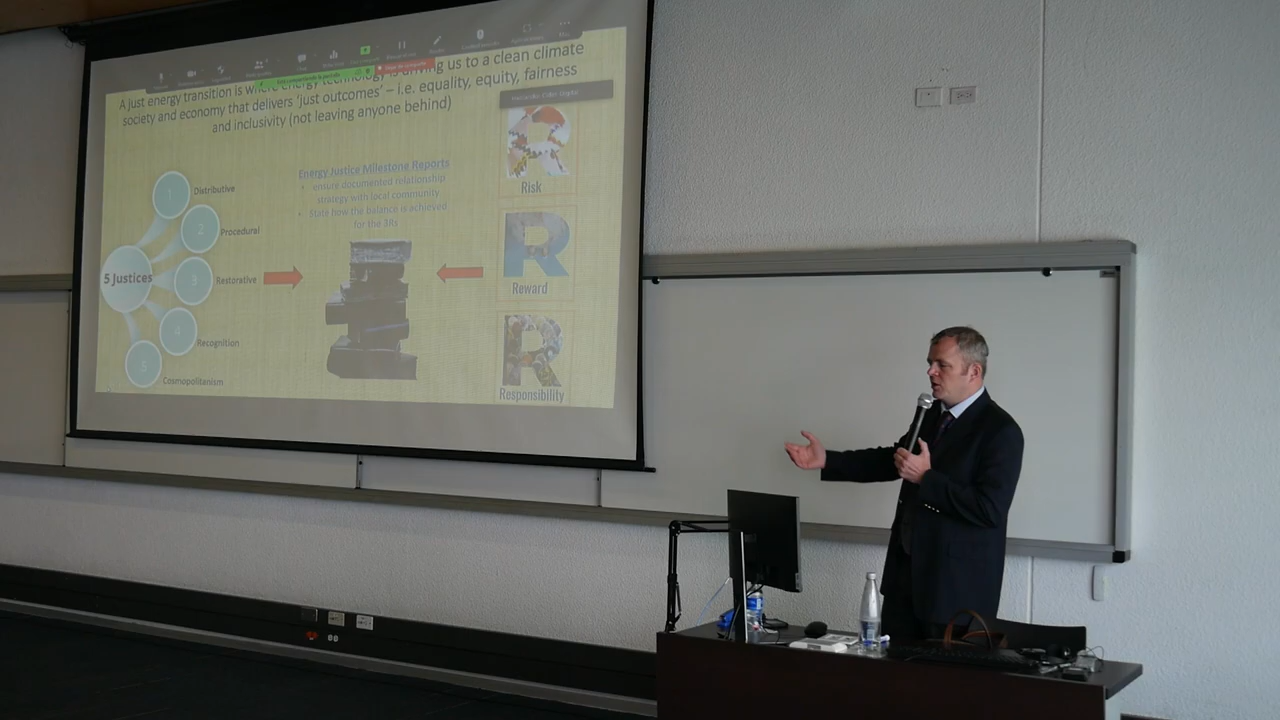 A just energy transition is where energy technology is driving us to a clean climate
society and economy that delivers 'just outcomes' – i.e. equality, equity, fairness
and inclusivity (not leaving anyone behind)
5 Justices
1
Distributive
2
Procedural
3
Restorative
4
Recognition
5
Cosmopolitanism
Energy Justice Milestone Reports
• ensure documented relationship
strategy with local community
• State how the balance is achieved
for the 3Rs
R
Risk
R
Reward
R
Responsibility